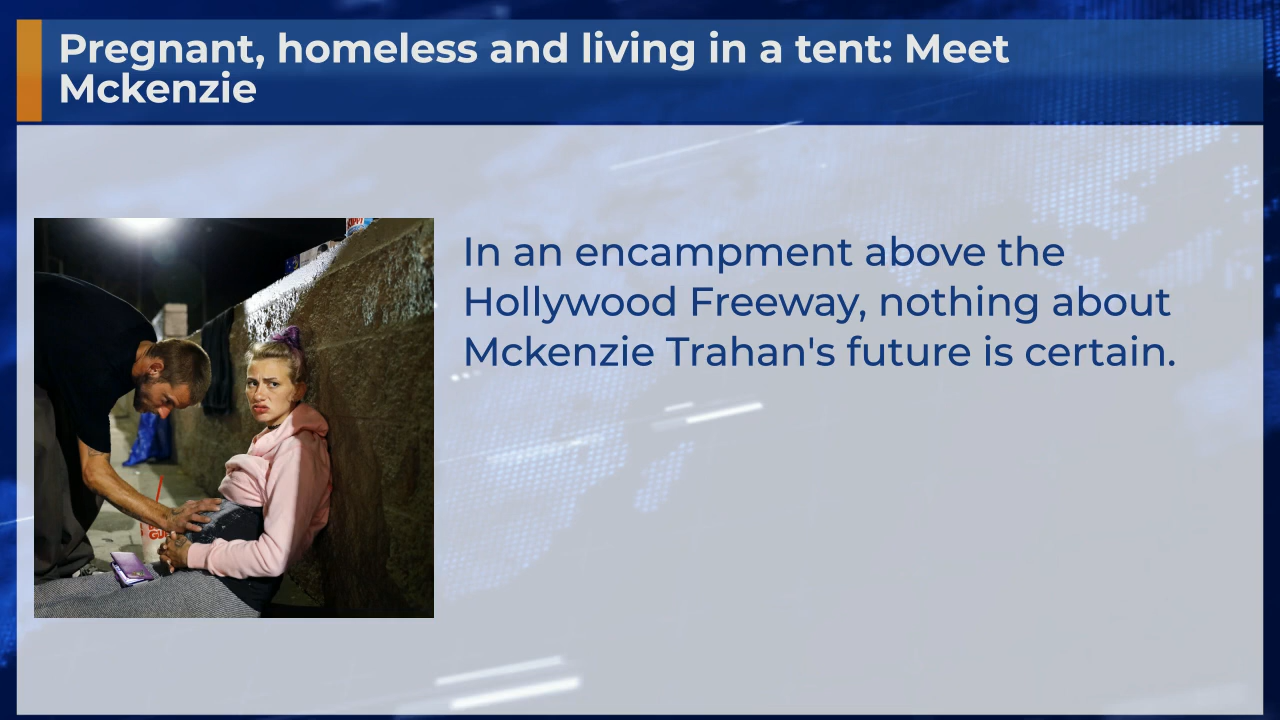 Pregnant, homeless and living in a tent: Meet
Mckenzie
In an encampment above the
Hollywood Freeway, nothing about
Mckenzie Trahan's future is certain.